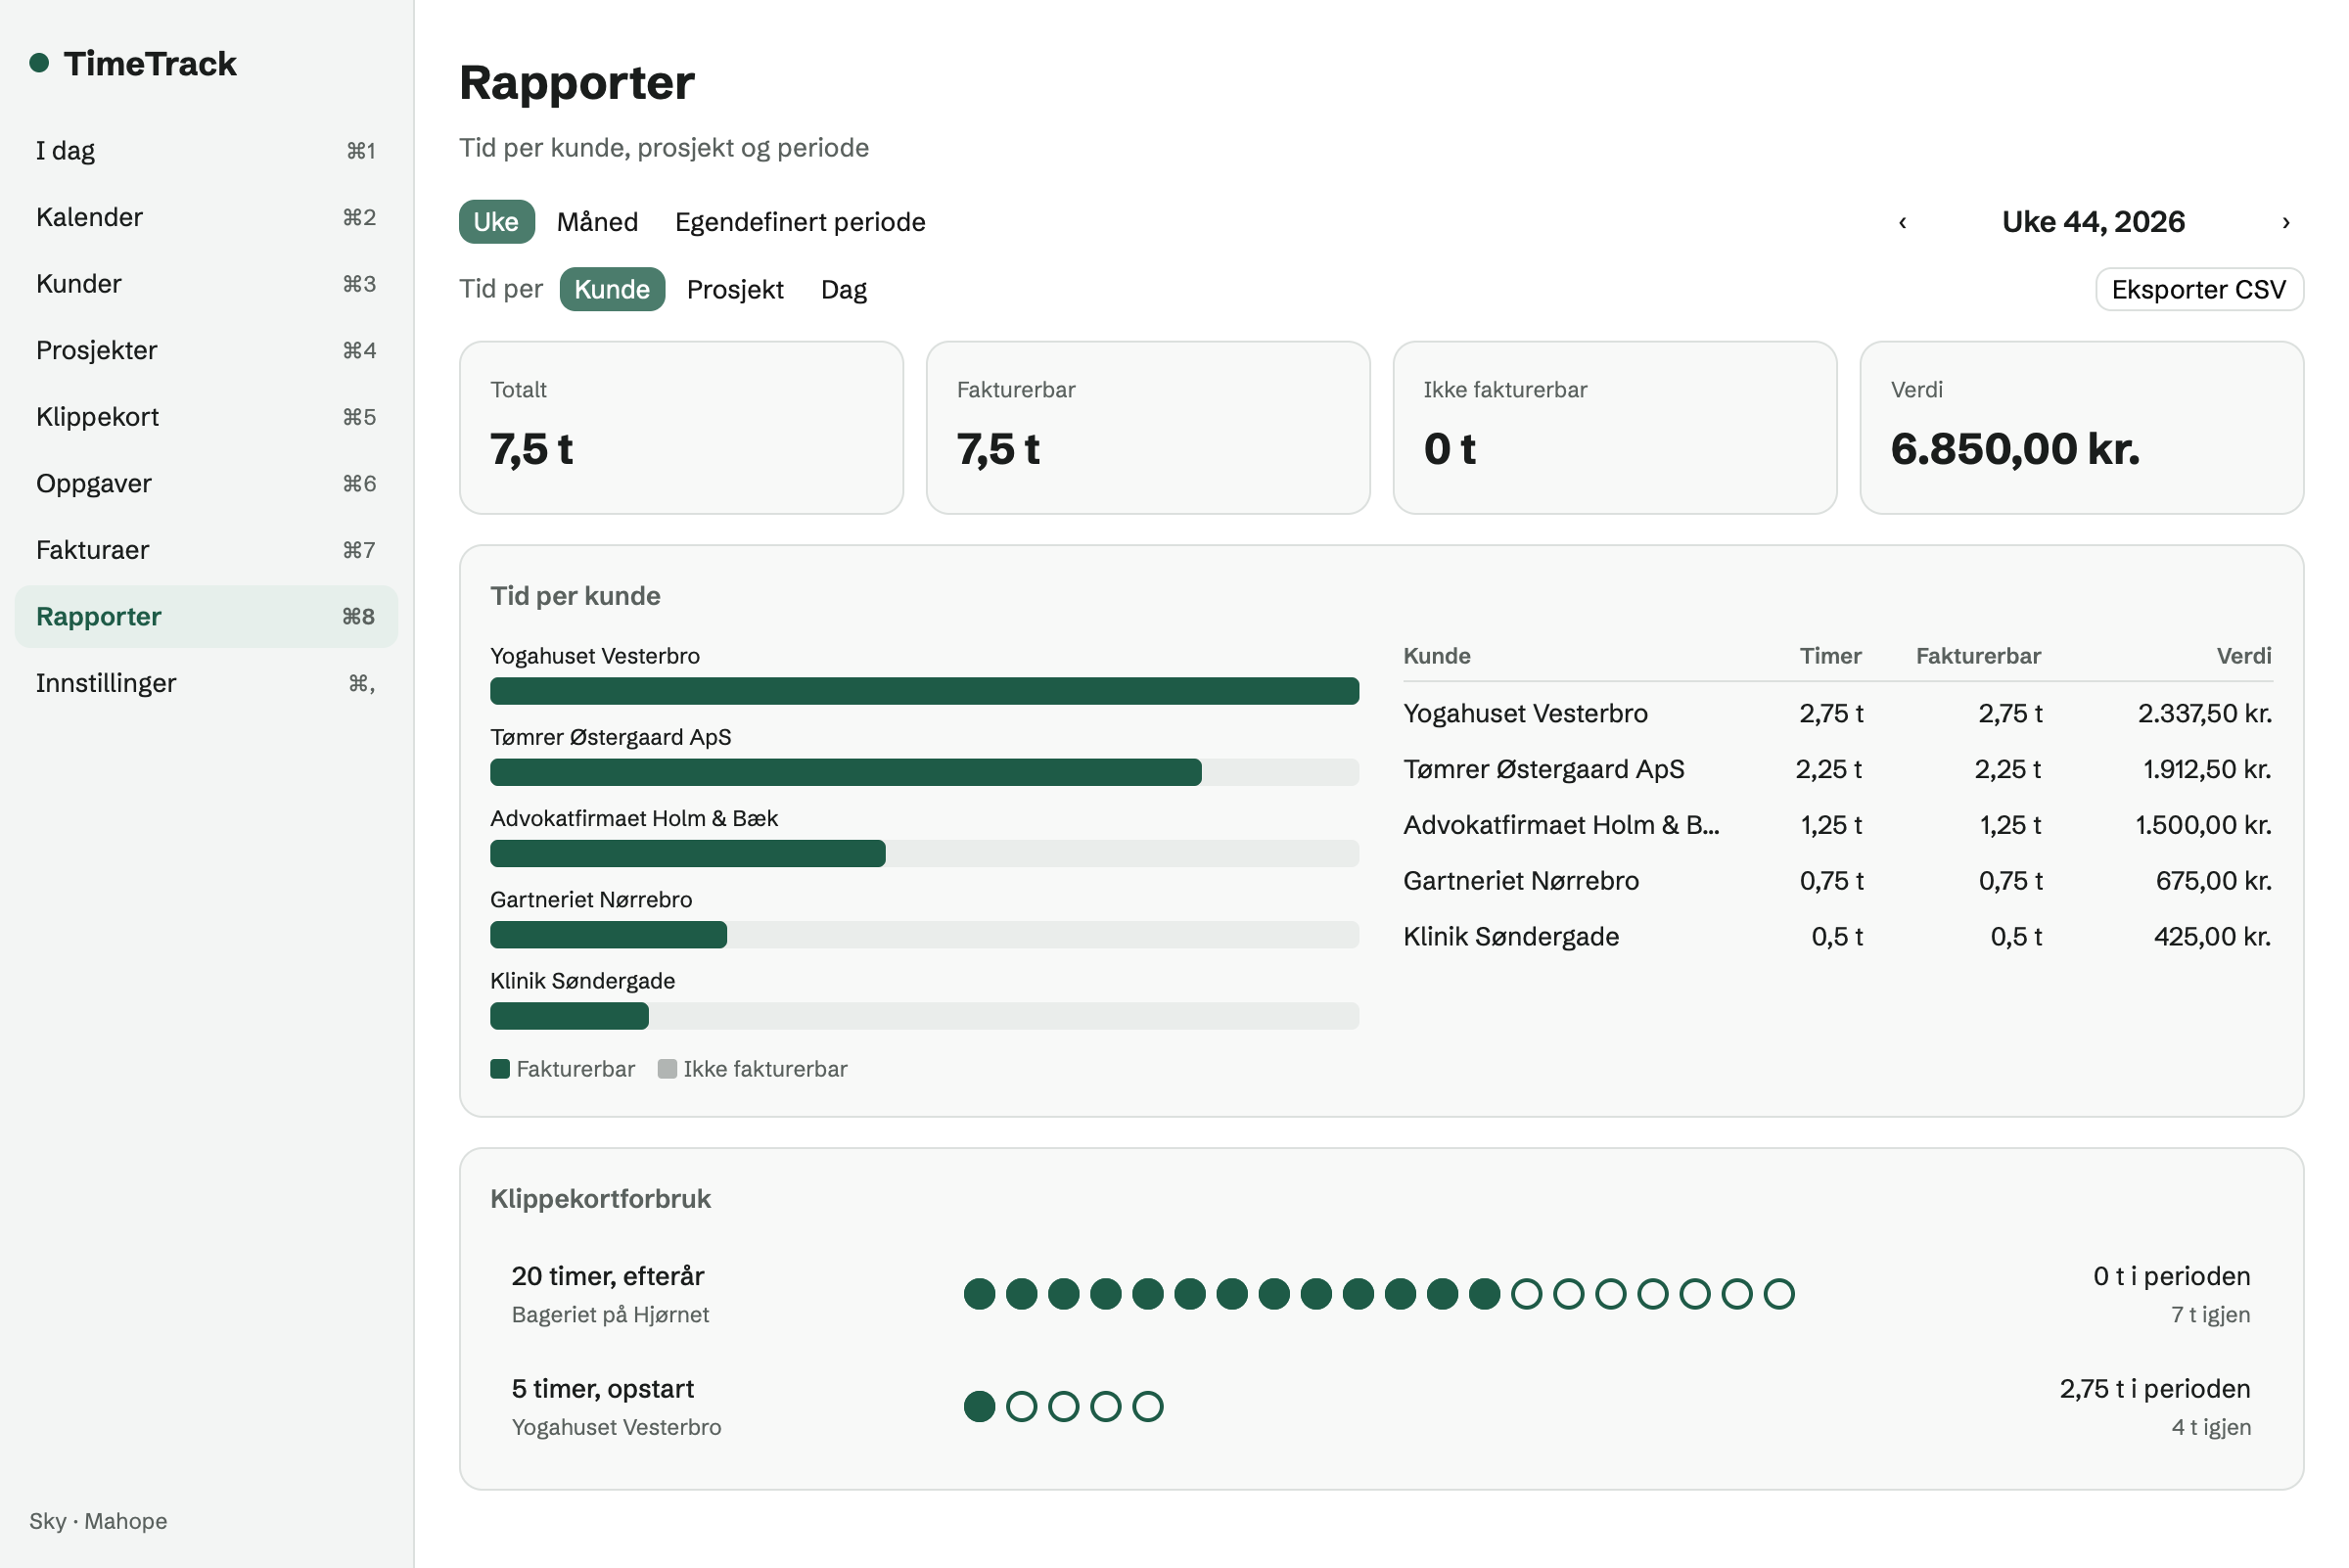 TimeTrack
I dag ⌘1
Kalender ⌘2
Kunder ⌘3
Prosjekter ⌘4
Klippekort ⌘5
Oppgaver ⌘6
Fakturaer ⌘7
Rapporter ⌘8
Innstillinger ⌘,
Sky · Mahope
Rapporter
Tid per kunde, prosjekt og periode
Uke Måned Egendefinert periode
‹ Uke 44, 2026 ›
Tid per Kunde Prosjekt Dag
Eksporter CSV
Totalt
7,5 t
Fakturerbar
7,5 t
Ikke fakturerbar
0 t
Verdi
6.850,00 kr.
Tid per kunde
Yogahuset Vesterbro
Tømrer Østergaard ApS
Advokatfirmaet Holm & Bæk
Gartneriet Nørrebro
Klinik Søndergade
Fakturerbar Ikke fakturerbar
Kunde Timer Fakturerbar Verdi
Yogahuset Vesterbro 2,75 t 2,75 t 2.337,50 kr.
Tømrer Østergaard ApS 2,25 t 2,25 t 1.912,50 kr.
Advokatfirmaet Holm & B... 1,25 t 1,25 t 1.500,00 kr.
Gartneriet Nørrebro 0,75 t 0,75 t 675,00 kr.
Klinik Søndergade 0,5 t 0,5 t 425,00 kr.
Klippekortforbruk
20 timer, efterår
Bageriet på Hjørnet
0 t i perioden
7 t igjen
5 timer, opstart
Yogahuset Vesterbro
2,75 t i perioden
4 t igjen